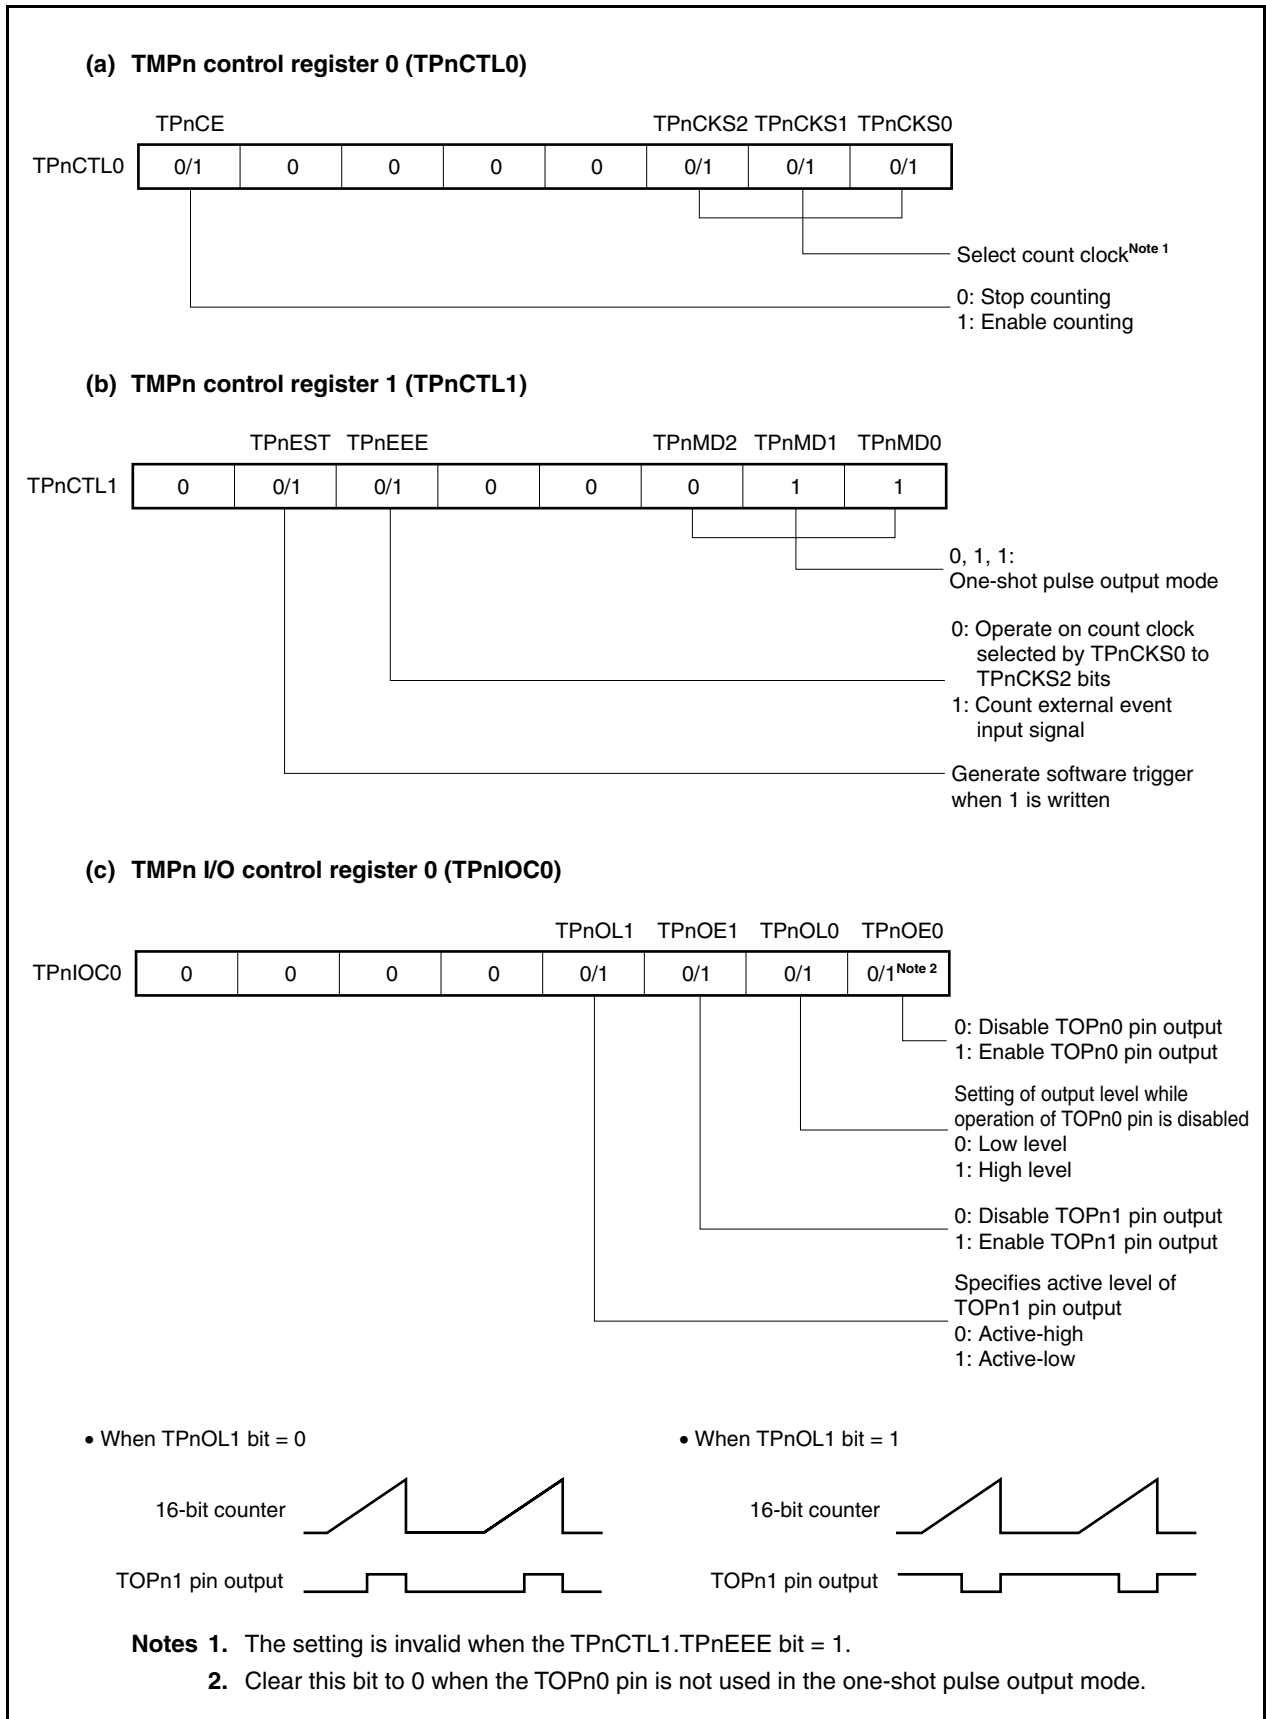 (a) TMPn control register 0 (TPnCTL0)
TPnCE TPnCKS2 TPnCKS1 TPnCKS0
TPnCTL0 0/1 0 0 0 0 0/1 0/1 0/1
Select count clock Note 1
0: Stop counting
1: Enable counting
(b) TMPn control register 1 (TPnCTL1)
TPnEST TPnEEE TPnMD2 TPnMD1 TPnMD0
TPnCTL1 0 0/1 0/1 0 0 0 1 1
0, 1, 1:
One-shot pulse output mode
0: Operate on count clock
selected by TPnCKS0 to
TPnCKS2 bits
1: Count external event
input signal
Generate software trigger
when 1 is written
(c) TMPn I/O control register 0 (TPnIOC0)
TPnOL1 TPnOE1 TPnOL0 TPnOE0
TPnIOC0 0 0 0 0 0/1 0/1 0/1 0/1 Note 2
0: Disable TOPn0 pin output
1: Enable TOPn0 pin output
Setting of output level while
operation of TOPn0 pin is disabled
0: Low level
1: High level
0: Disable TOPn1 pin output
1: Enable TOPn1 pin output
Specifies active level of
TOPn1 pin output
0: Active-high
1: Active-low
• When TPnOL1 bit = 0 • When TPnOL1 bit = 1
16-bit counter 16-bit counter
TOPn1 pin output TOPn1 pin output
Notes 1. The setting is invalid when the TPnCTL1.TPnEEE bit = 1.
2. Clear this bit to 0 when the TOPn0 pin is not used in the one-shot pulse output mode.